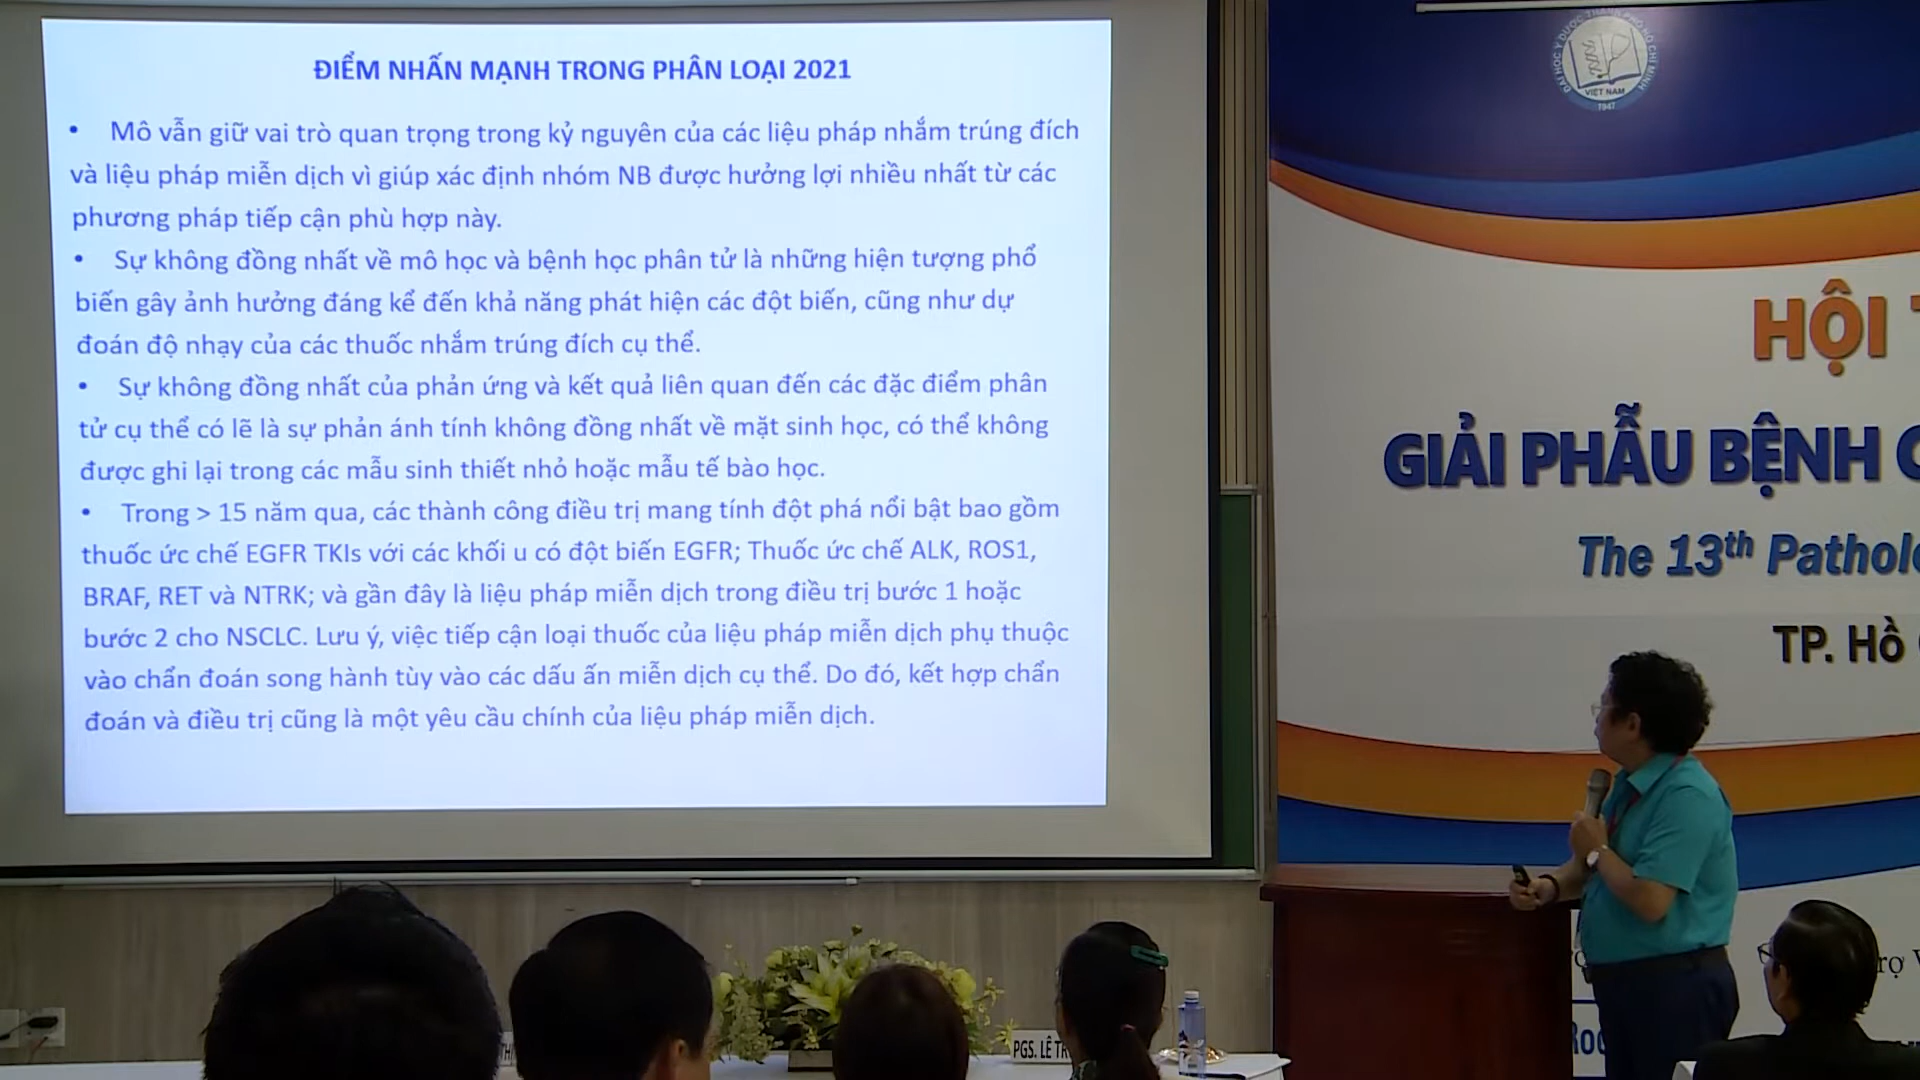 ĐIỂM NHẤN MẠNH TRONG PHÂN LOẠI 2021
• Mô vẫn giữ vai trò quan trọng trong kỷ nguyên của các liệu pháp nhắm trúng đích
và liệu pháp miễn dịch vì giúp xác định nhóm NB được hưởng lợi nhiều nhất từ các
phương pháp tiếp cận phù hợp này.
• Sự không đồng nhất về mô học và bệnh học phân tử là những hiện tượng phổ
biến gây ảnh hưởng đáng kể đến khả năng phát hiện các đột biến, cũng như dự
đoán độ nhạy của các thuốc nhắm trúng đích cụ thể.
• Sự không đồng nhất của phản ứng và kết quả liên quan đến các đặc điểm phân
tử cụ thể có lẽ là sự phản ánh tính không đồng nhất về mặt sinh học, có thể không
được ghi lại trong các mẫu sinh thiết nhỏ hoặc mẫu tế bào học.
• Trong > 15 năm qua, các thành công điều trị mang tính đột phá nổi bật bao gồm
thuốc ức chế EGFR TKIs với các khối u có đột biến EGFR; Thuốc ức chế ALK, ROS1,
BRAF, RET và NTRK; và gần đây là liệu pháp miễn dịch trong điều trị bước 1 hoặc
bước 2 cho NSCLC. Lưu ý, việc tiếp cận loại thuốc của liệu pháp miễn dịch phụ thuộc
vào chẩn đoán song hành tùy vào các dấu ấn miễn dịch cụ thể. Do đó, kết hợp chẩn
đoán và điều trị cũng là một yêu cầu chính của liệu pháp miễn dịch.
ĐẠI HỌC Y DƯỢC THÀNH PHỐ HỒ CHÍ MINH
VIỆT NAM
1947
HỘI
GIẢI PHẪU BỆNH
The 13th
TP. Hồ
PGS. LÊ